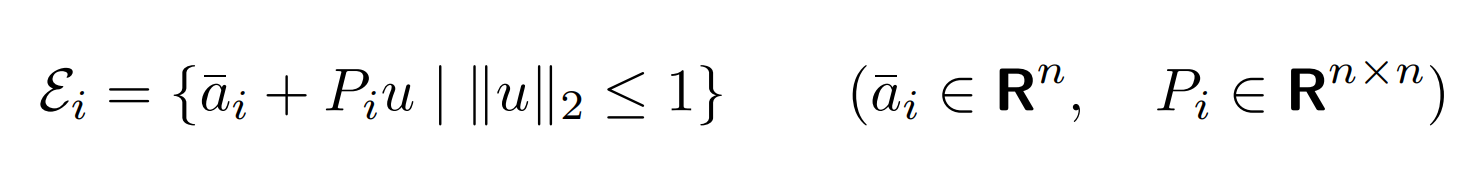 ℰᵢ = {āᵢ + Pᵢu | ‖u‖₂ ≤ 1} (āᵢ ∈ 𝗥ⁿ, Pᵢ ∈ 𝗥ⁿˣⁿ)